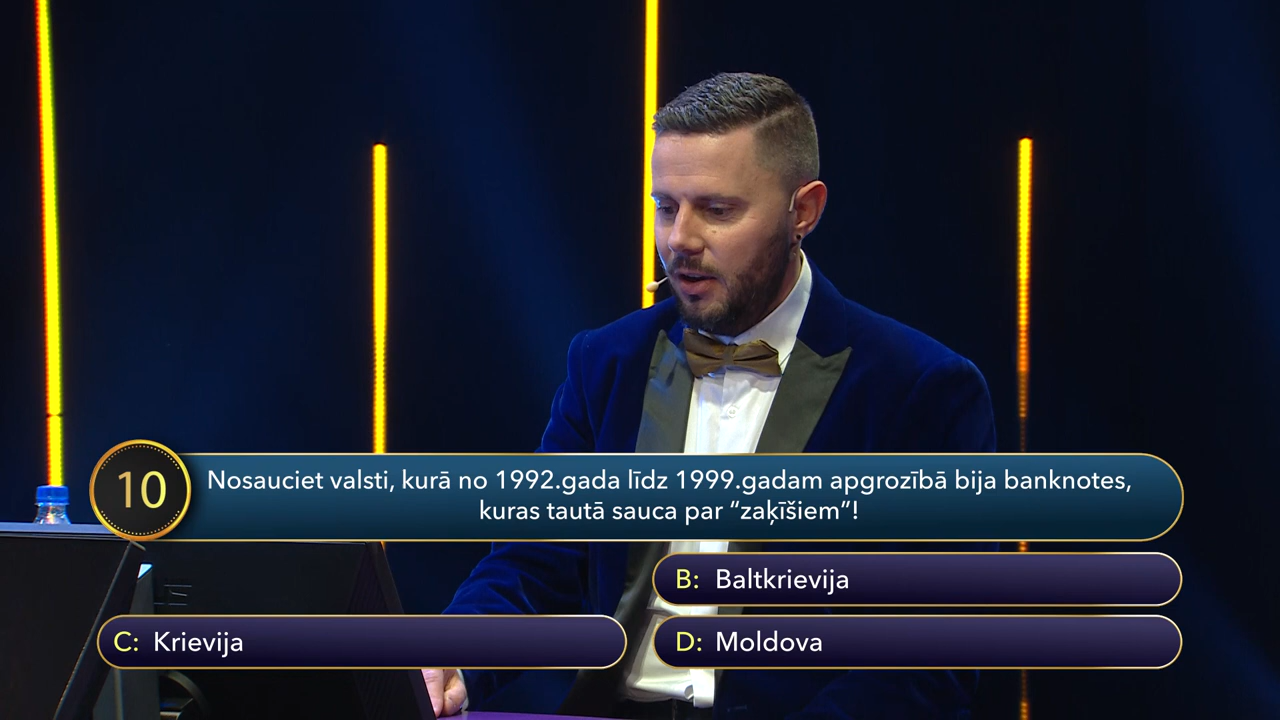 10
Nosauciet valsti, kurā no 1992.gada līdz 1999.gadam apgrozībā bija banknotes,
kuras tautā sauca par “zaķīšiem“!
B: Baltkrievija
C: Krievija
D: Moldova